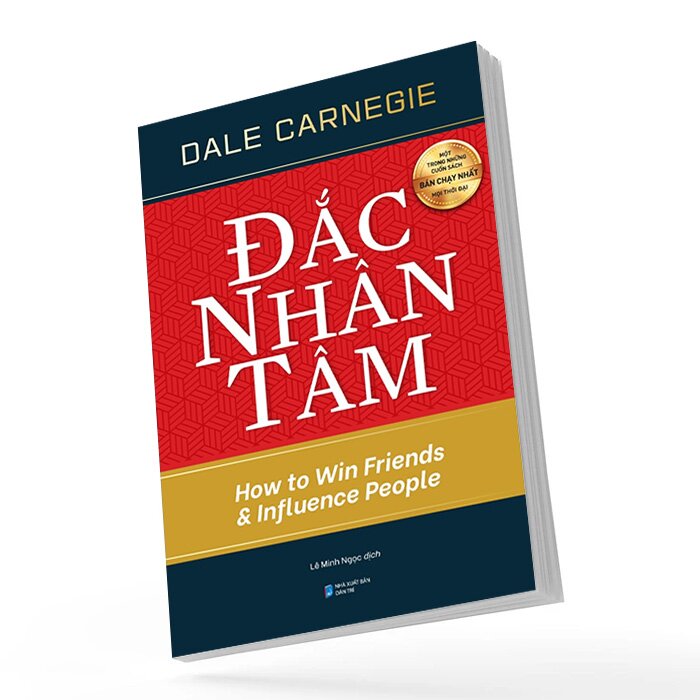 DALE CARNEGIE
MỘT
TRONG NHỮNG
CUỐN SÁCH
BÁN CHẠY NHẤT
MỌI THỜI ĐẠI
ĐẮC
NHÂN
TÂM
How to Win Friends
& Influence People
Lê Minh Ngọc dịch
NHÀ XUẤT BẢN
DÂN TRÍ